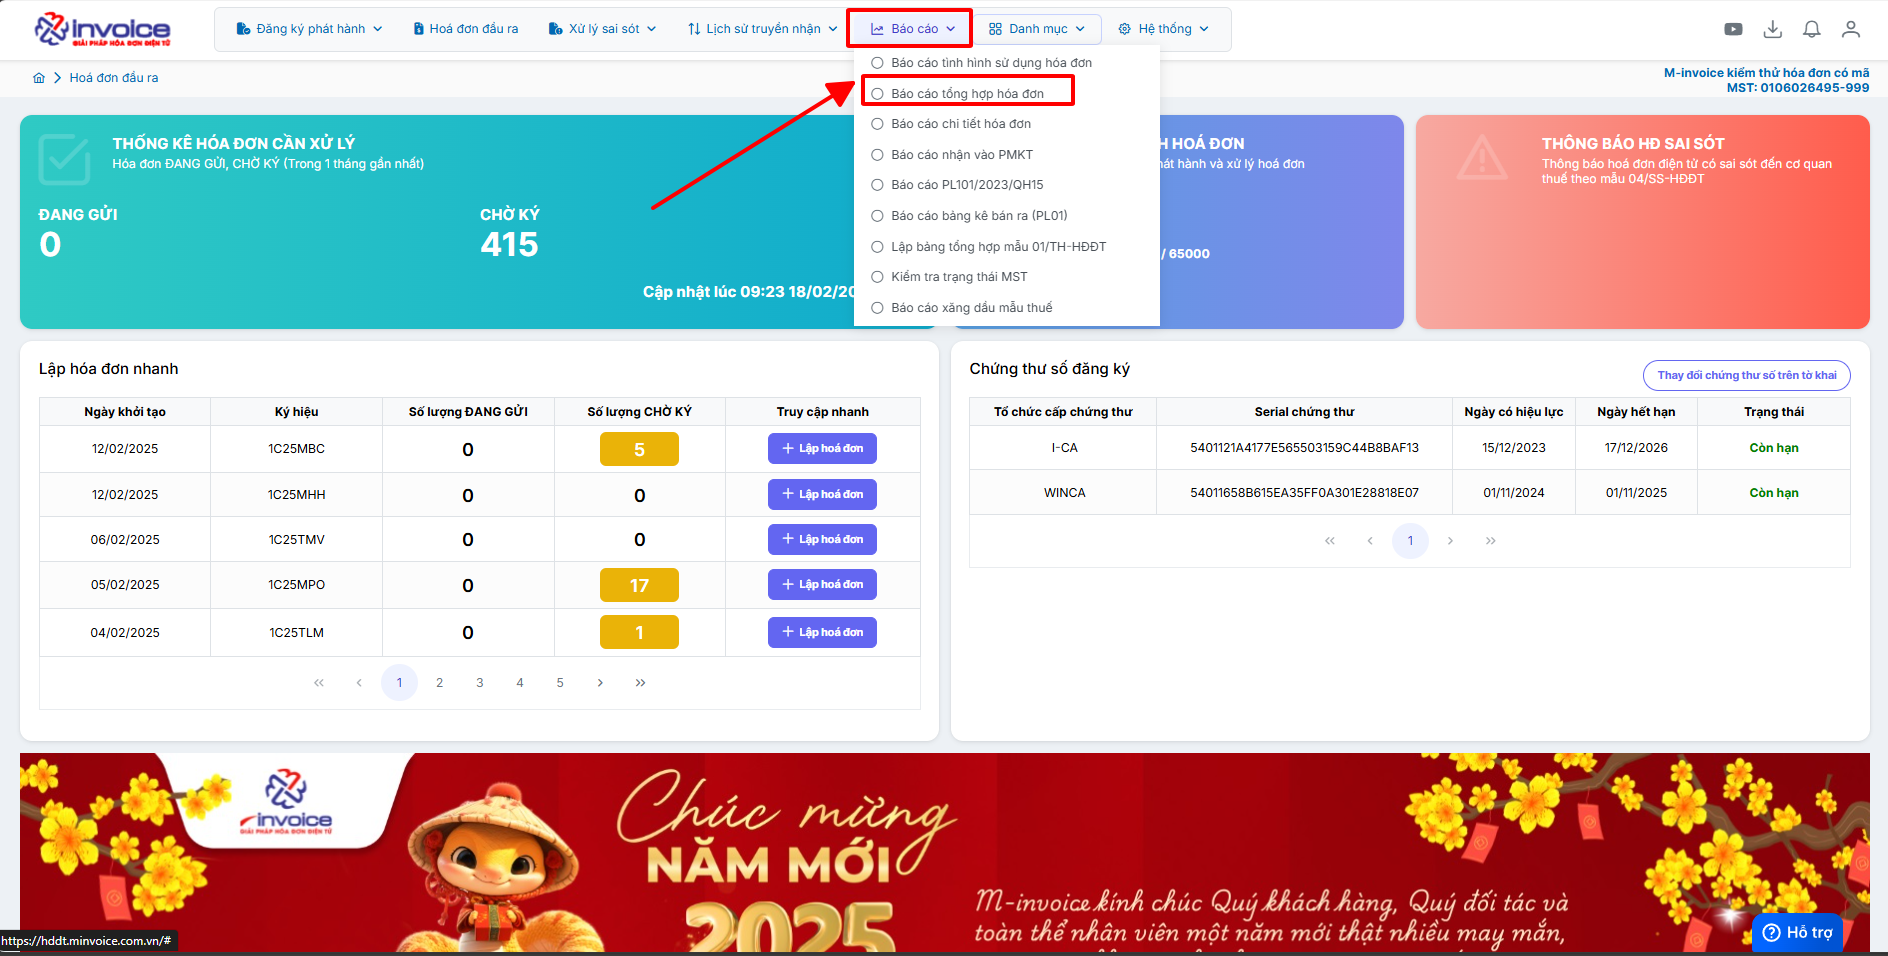 invoice
GIẢI PHÁP HÓA ĐƠN ĐIỆN TỬ
Đăng ký phát hành
Hoá đơn đầu ra
Xử lý sai sót
Lịch sử truyền nhận
Báo cáo
Danh mục
Hệ thống
Hoá đơn đầu ra
M-invoice kiểm thử hóa đơn có mã
MST: 0106026495-999
Báo cáo tình hình sử dụng hóa đơn
Báo cáo tổng hợp hóa đơn
Báo cáo chi tiết hóa đơn
Báo cáo nhận vào PMKT
Báo cáo PL101/2023/QH15
Báo cáo bảng kê bán ra (PL01)
Lập bảng tổng hợp mẫu 01/TH-HĐĐT
Kiểm tra trạng thái MST
Báo cáo xăng dầu mẫu thuế
THỐNG KÊ HÓA ĐƠN CẦN XỬ LÝ
Hóa đơn ĐANG GỬI, CHỜ KÝ (Trong 1 tháng gần nhất)
ĐANG GỬI
0
CHỜ KÝ
415
Cập nhật lúc 09:23 18/02/20
H HOÁ ĐƠN
hát hành và xử lý hoá đơn
/ 65000
THÔNG BÁO HĐ SAI SÓT
Thông báo hoá đơn điện tử có sai sót đến cơ quan
thuế theo mẫu 04/SS-HĐĐT
Lập hóa đơn nhanh
Ngày khởi tạo Ký hiệu Số lượng ĐANG GỬI Số lượng CHỜ KÝ Truy cập nhanh
12/02/2025 1C25MBC 0 5 Lập hoá đơn
12/02/2025 1C25MHH 0 0 Lập hoá đơn
06/02/2025 1C25TMV 0 0 Lập hoá đơn
05/02/2025 1C25MPO 0 17 Lập hoá đơn
04/02/2025 1C25TLM 0 1 Lập hoá đơn
1 2 3 4 5
Chứng thư số đăng ký
Thay đổi chứng thư số trên tờ khai
Tổ chức cấp chứng thư Serial chứng thư Ngày có hiệu lực Ngày hết hạn Trạng thái
I-CA 5401121A4177E565503159C44B8BAF13 15/12/2023 17/12/2026 Còn hạn
WINCA 54011658B615EA35FF0A301E28818E07 01/11/2024 01/11/2025 Còn hạn
1
invoice
GIẢI PHÁP HÓA ĐƠN ĐIỆN TỬ
Chúc mừng
NĂM MỚI
2025
M-invoice kính chúc Quý khách hàng, Quý đối tác và
toàn thể nhân viên một năm mới thật nhiều may mắn,
https://hddt.minvoice.com.vn/#
Hỗ trợ